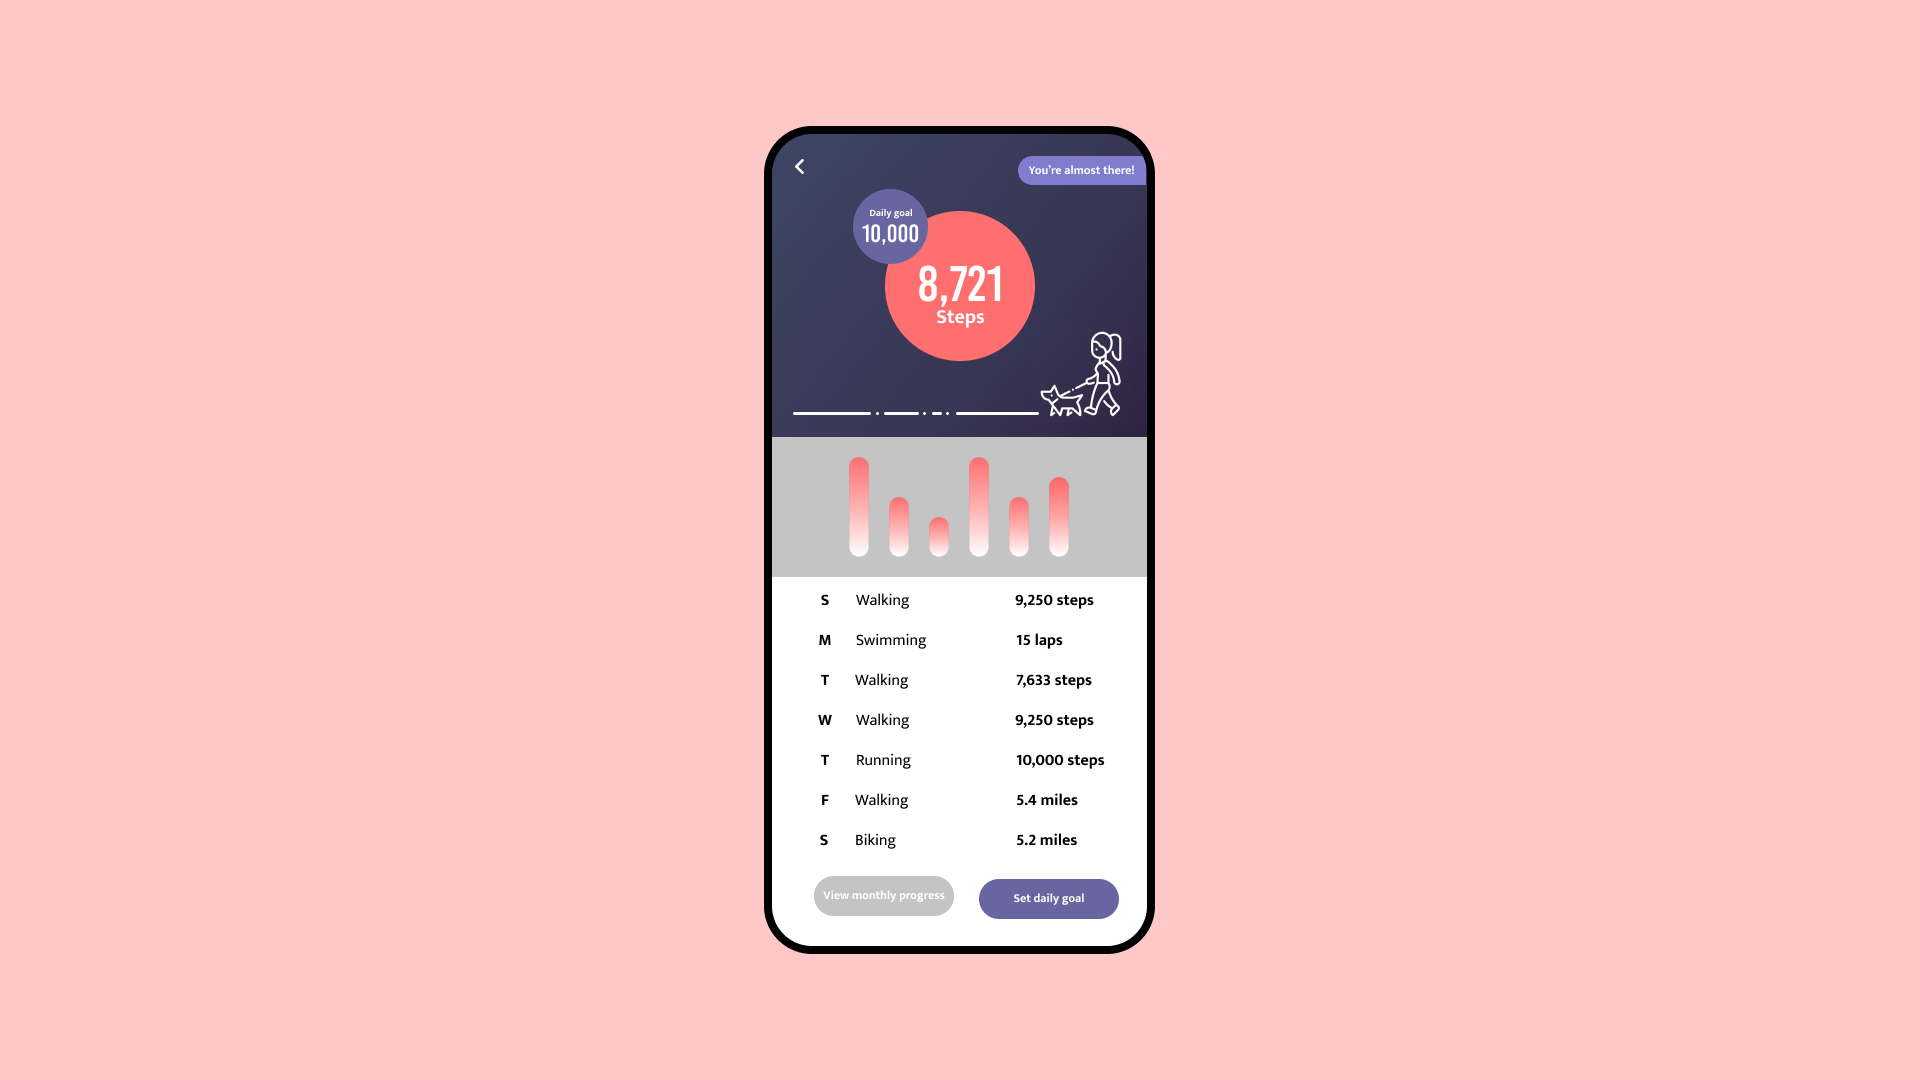 You're almost there!
Daily goal
10,000
8,721
Steps
S Walking 9,250 steps
M Swimming 15 laps
T Walking 7,633 steps
W Walking 9,250 steps
T Running 10,000 steps
F Walking 5.4 miles
S Biking 5.2 miles
View monthly progress
Set daily goal